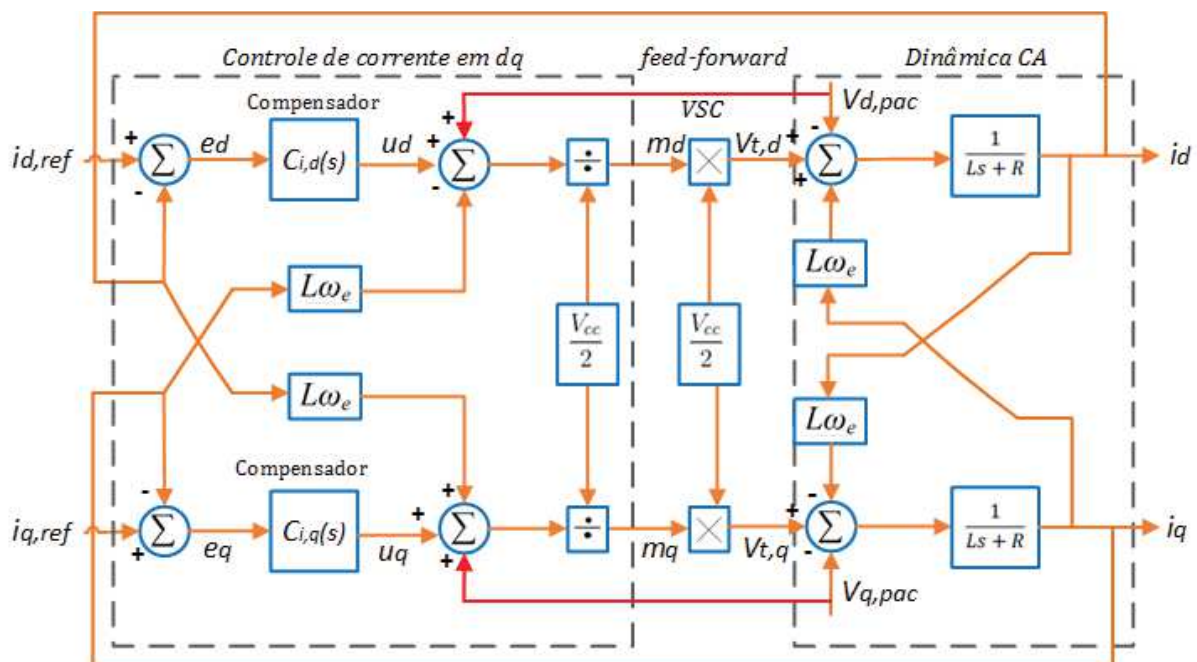 Controle de corrente em dq
feed-forward
Dinâmica CA
Compensador
VSC
Vd,pac
+
+
+
+
-
id,ref
Σ
ed
Ci,d(s)
ud
Σ
÷
md
×
Vt,d
Σ
1
Ls + R
id
-
-
+
Lωe
Lωe
Vcc
2
Vcc
2
Lωe
Lωe
Compensador
-
+
+
-
iq,ref
Σ
eq
Ci,q(s)
+
uq
Σ
÷
mq
×
Vt,q
Σ
1
Ls + R
iq
+
+
-
Vq,pac